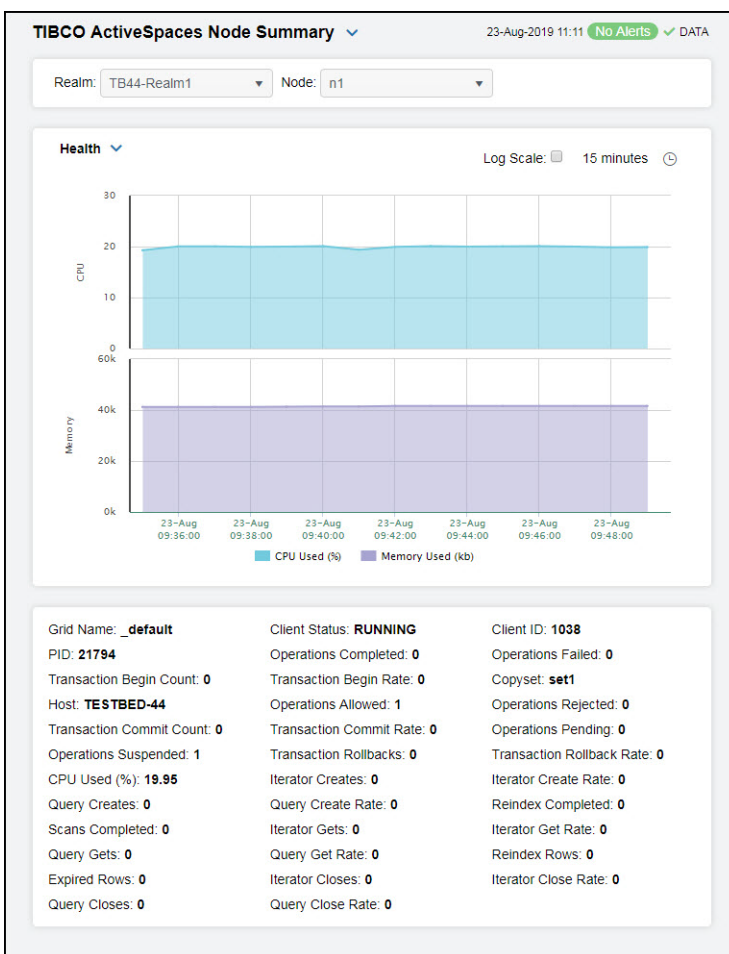 TIBCO ActiveSpaces Node Summary 23-Aug-2019 11:11 No Alerts DATA
Realm: TB44-Realm1 Node: n1
Health
Log Scale: 15 minutes
30
20
10
0
CPU
60k
40k
20k
0k
Memory
23-Aug 23-Aug 23-Aug 23-Aug 23-Aug 23-Aug 23-Aug
09:36:00 09:38:00 09:40:00 09:42:00 09:44:00 09:46:00 09:48:00
CPU Used (%) Memory Used (kb)
Grid Name: _default Client Status: RUNNING Client ID: 1038
PID: 21794 Operations Completed: 0 Operations Failed: 0
Transaction Begin Count: 0 Transaction Begin Rate: 0 Copyset: set1
Host: TESTBED-44 Operations Allowed: 1 Operations Rejected: 0
Transaction Commit Count: 0 Transaction Commit Rate: 0 Operations Pending: 0
Operations Suspended: 1 Transaction Rollbacks: 0 Transaction Rollback Rate: 0
CPU Used (%): 19.95 Iterator Creates: 0 Iterator Create Rate: 0
Query Creates: 0 Query Create Rate: 0 Reindex Completed: 0
Scans Completed: 0 Iterator Gets: 0 Iterator Get Rate: 0
Query Gets: 0 Query Get Rate: 0 Reindex Rows: 0
Expired Rows: 0 Iterator Closes: 0 Iterator Close Rate: 0
Query Closes: 0 Query Close Rate: 0